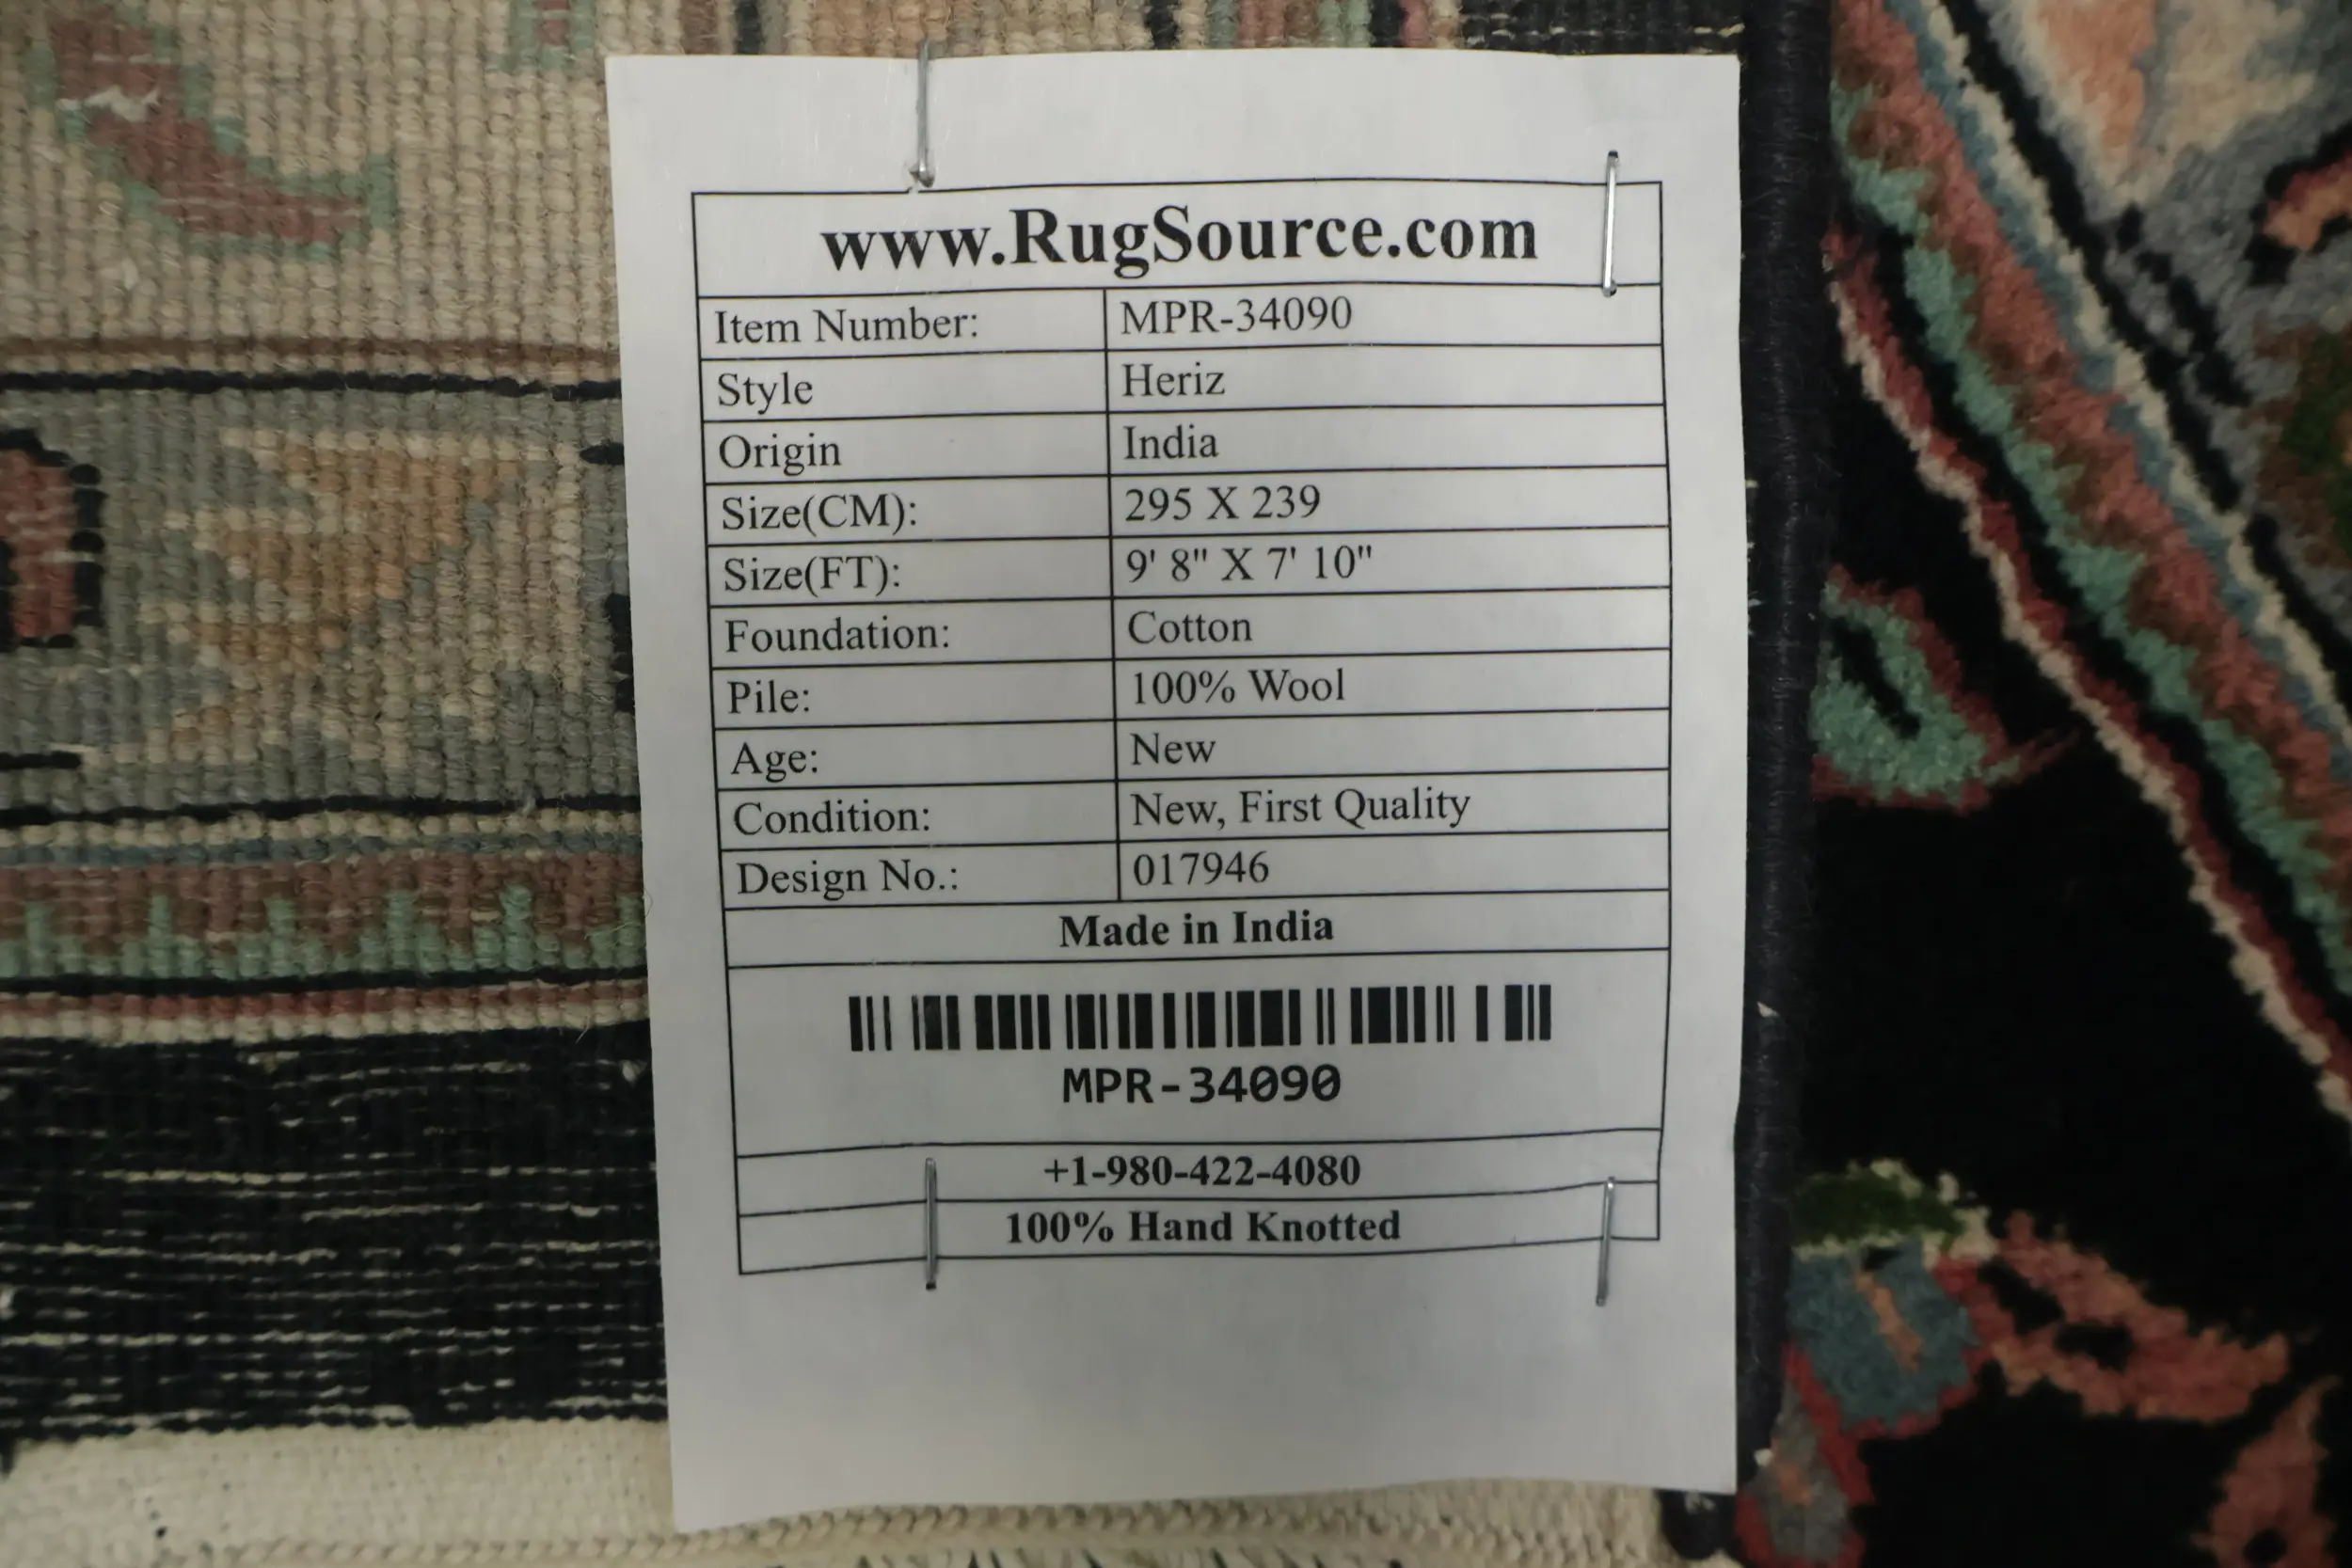 www.RugSource.com
Item Number: MPR-34090
Style Heriz
Origin India
Size(CM): 295 X 239
Size(FT): 9' 8" X 7' 10"
Foundation: Cotton
Pile: 100% Wool
Age: New
Condition: New, First Quality
Design No.: 017946
Made in India
MPR-34090
+1-980-422-4080
100% Hand Knotted